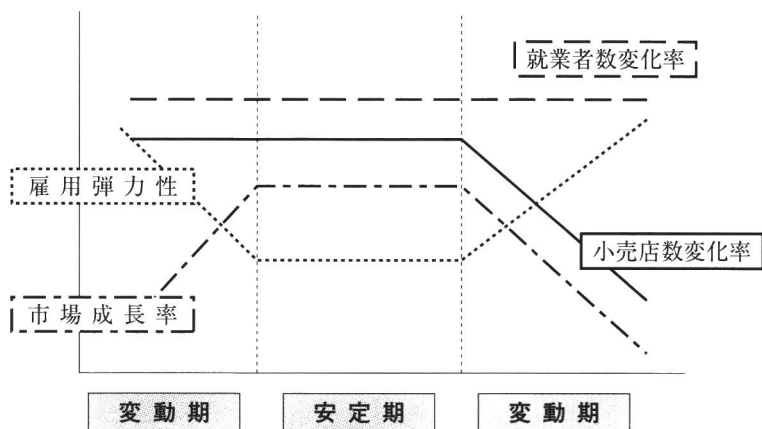 就業者数変化率
雇用弾力性
小売店数変化率
市場成長率
変動期
安定期
変動期